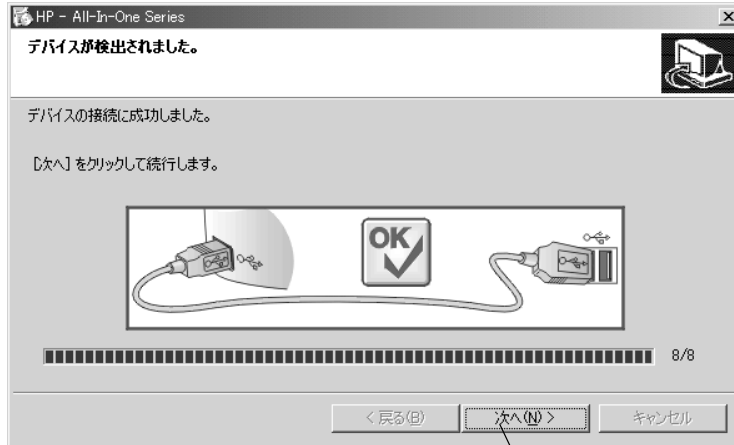 HP - All-In-One Series
デバイスが検出されました。
デバイスの接続に成功しました。
[次へ] をクリックして続行します。
OK
8/8
< 戻る(B)
次へ(N) >
キャンセル